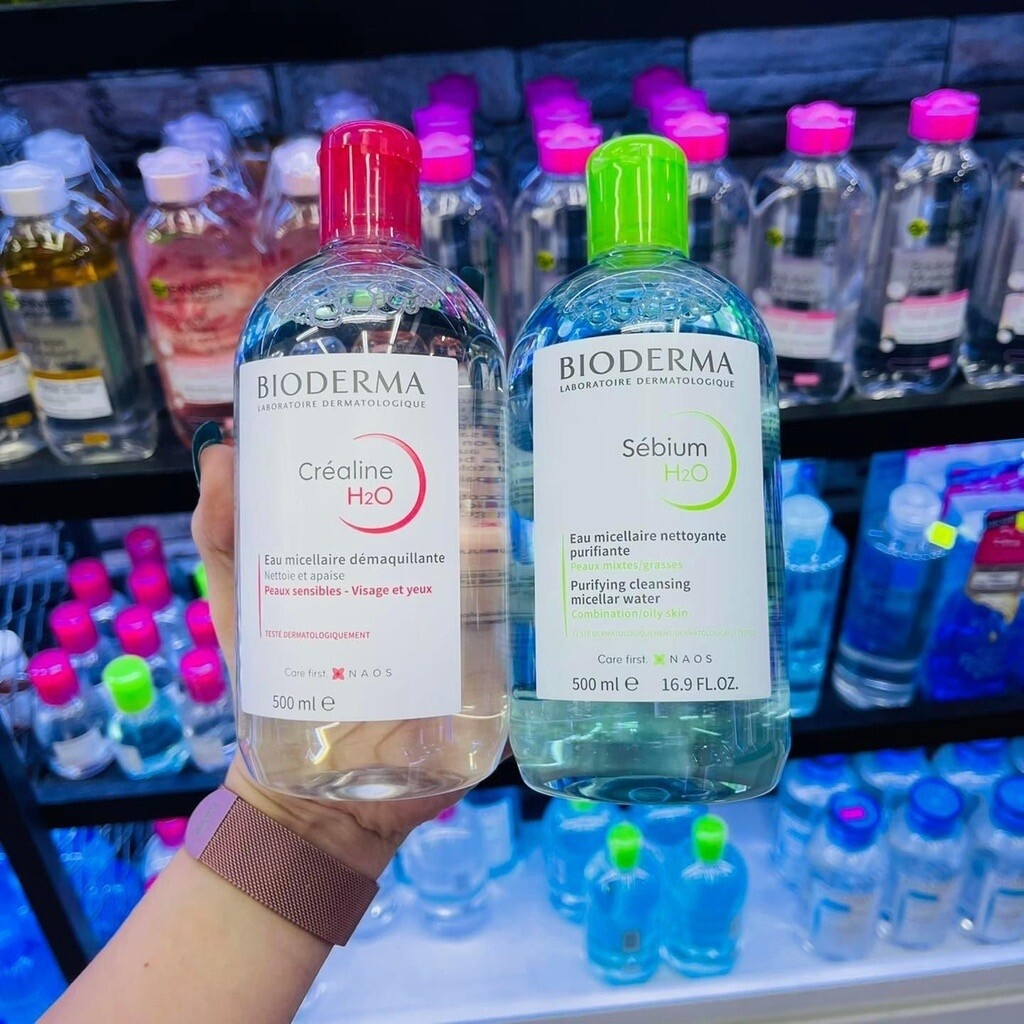 BIODERMA
LABORATOIRE DERMATOLOGIQUE
Créaline
H2O
Eau micellaire démaquillante
Nettoie et apaise
Peaux sensibles - Visage et yeux
TESTÉ DERMATOLOGIQUEMENT
Care first. NAOS
500 ml ℮
BIODERMA
LABORATOIRE DERMATOLOGIQUE
Sébium
H2O
Eau micellaire nettoyante
purifiante
Peaux mixtes/grasses
Purifying cleansing
micellar water
Combination/oily skin
Care first. NAOS
500 ml ℮ 16.9 FL.OZ.